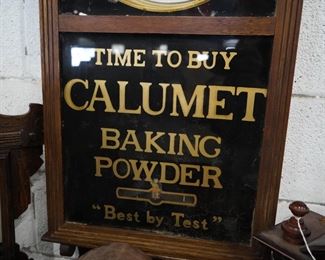 TIME TO BUY
CALUMET
BAKING
POWDER
"Best by Test"